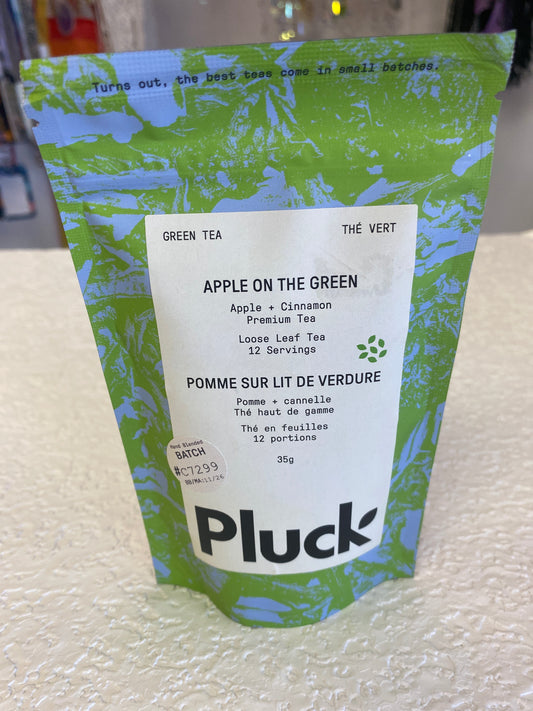 Turns out, the best teas come in small batches.
GREEN TEA THÉ VERT
APPLE ON THE GREEN
Apple + Cinnamon
Premium Tea
Loose Leaf Tea
12 Servings
POMME SUR LIT DE VERDURE
Pomme + cannelle
Thé haut de gamme
Thé en feuilles
12 portions
35g
Hand Blended
BATCH
#C7299
BB/MA:11/26
Pluck